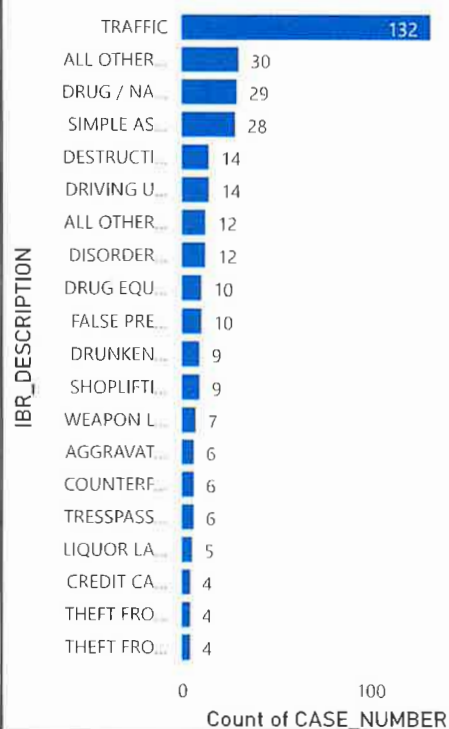 TRAFFIC 132
ALL OTHER... 30
DRUG / NA... 29
SIMPLE AS... 28
DESTRUCTI... 14
DRIVING U... 14
ALL OTHER... 12
DISORDER... 12
DRUG EQU... 10
FALSE PRE... 10
DRUNKEN... 9
SHOPLIFTI... 9
WEAPON L... 7
AGGRAVAT... 6
COUNTERF... 6
TRESSPASS... 6
LIQUOR LA... 5
CREDIT CA... 4
THEFT FRO... 4
THEFT FRO... 4
IBR_DESCRIPTION
0 100
Count of CASE_NUMBER